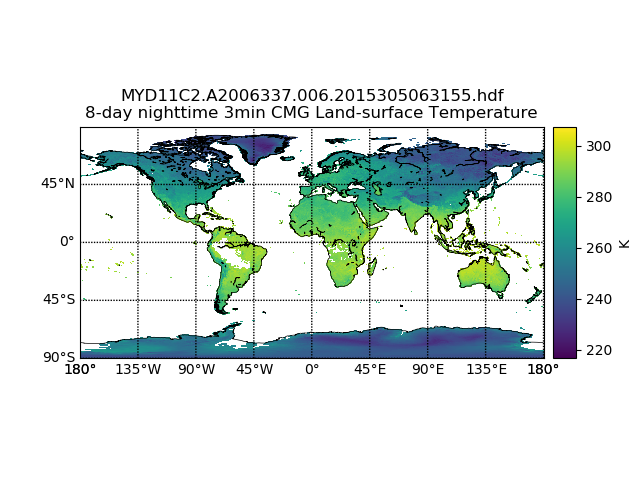 MYD11C2.A2006337.006.2015305063155.hdf
8-day nighttime 3min CMG Land-surface Temperature
45°N
0°
45°S
90°S
180° 135°W 90°W 45°W 0° 45°E 90°E 135°E 180°
300
280
260
240
220
K